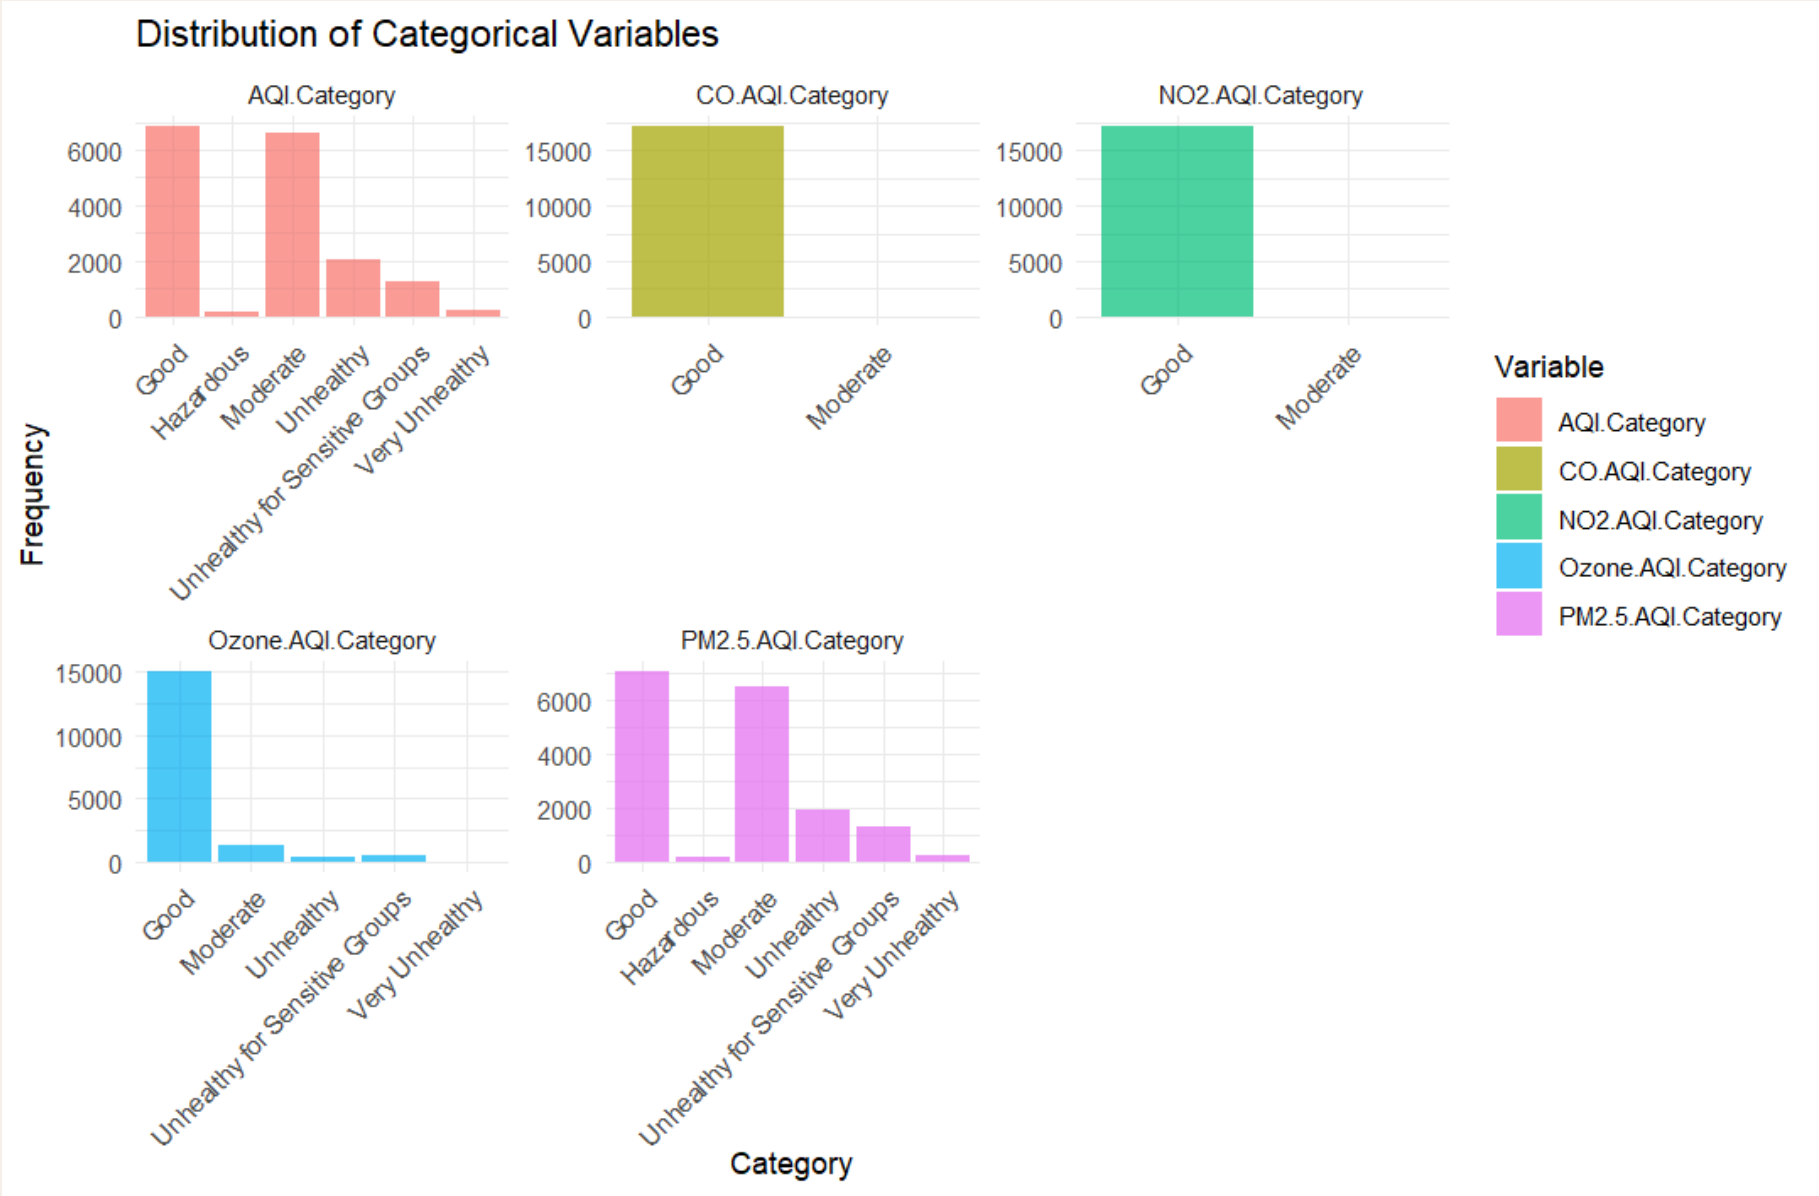 Distribution of Categorical Variables
AQI.Category
CO.AQI.Category
NO2.AQI.Category
6000
4000
2000
0
15000
10000
5000
0
15000
10000
5000
0
Good
Hazardous
Moderate
Unhealthy
Unhealthy for Sensitive Groups
Very Unhealthy
Good
Moderate
Good
Moderate
Frequency
Variable
AQI.Category
CO.AQI.Category
NO2.AQI.Category
Ozone.AQI.Category
PM2.5.AQI.Category
Ozone.AQI.Category
PM2.5.AQI.Category
15000
10000
5000
0
6000
4000
2000
0
Good
Moderate
Unhealthy
Unhealthy for Sensitive Groups
Very Unhealthy
Good
Hazardous
Moderate
Unhealthy
Unhealthy for Sensitive Groups
Very Unhealthy
Category